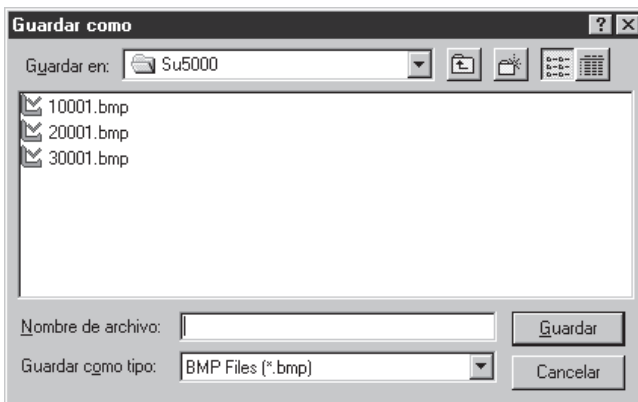 Guardar como
Guardar en: Su5000
10001.bmp
20001.bmp
30001.bmp
Nombre de archivo: Guardar
Guardar como tipo: BMP Files (*.bmp) Cancelar